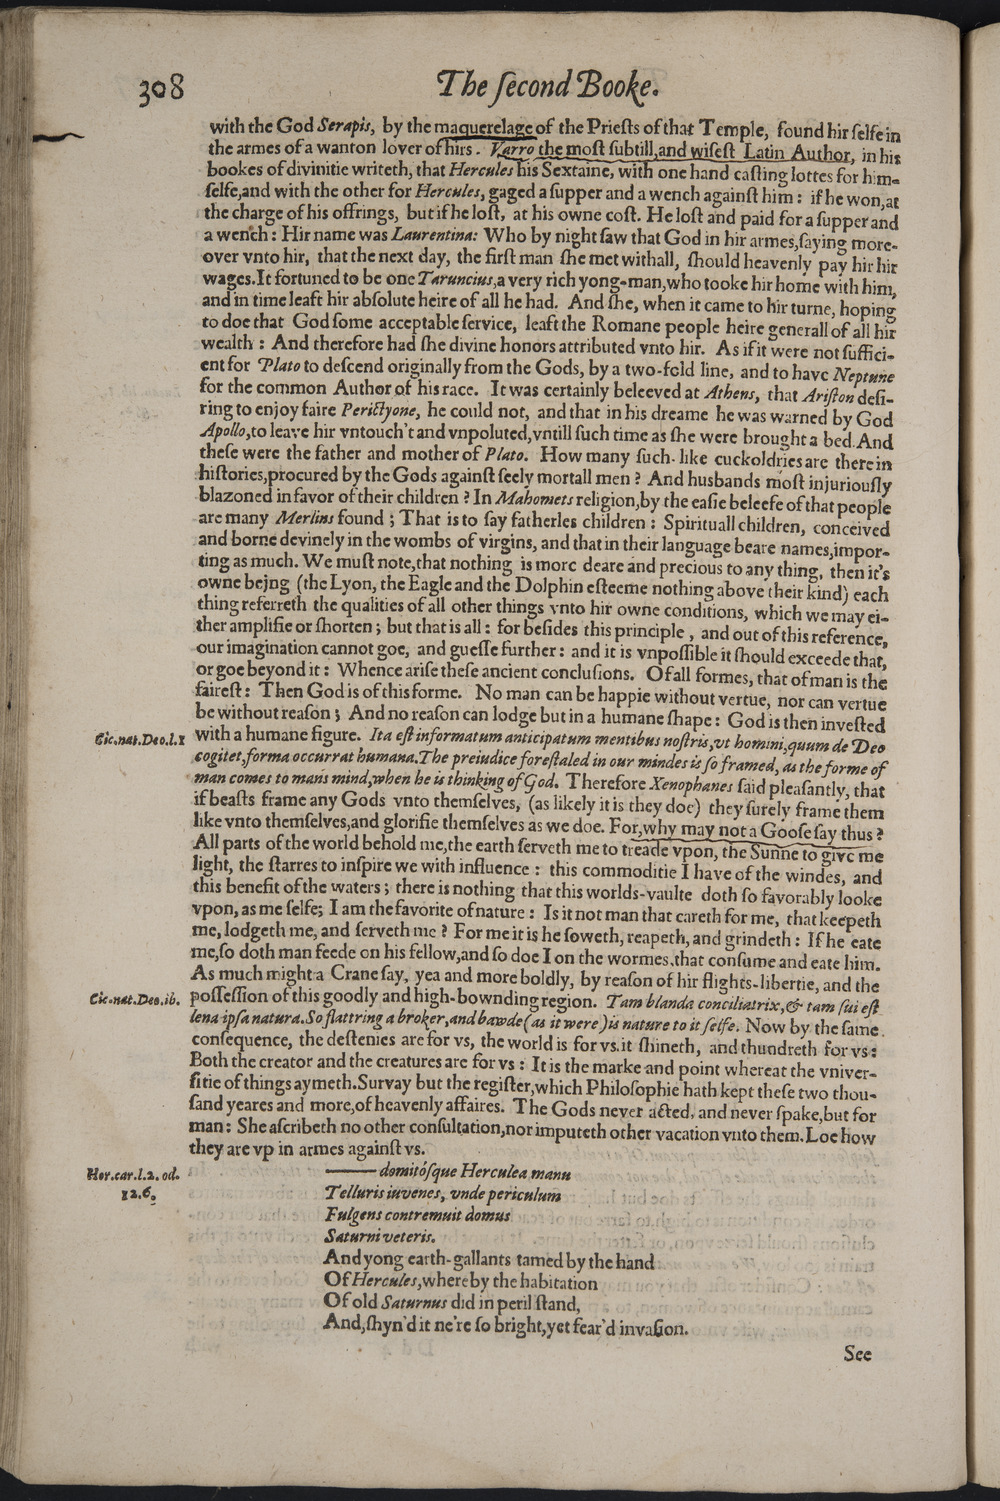 308
The ſecond Booke.
with the God Serapis, by the maquerelage of the Prieſts of that Temple, found hir ſelfe in
the armes of a wanton lover of hirs. Varro the moſt ſubtill,and wiſeſt Latin Author, in his
bookes of divinitie writeth, that Hercules his Sextaine, with one hand caſting lottes for him-
ſelfe,and with the other for Hercules, gaged a ſupper and a wench againſt him : if he won,at
the charge of his offrings, but if he loſt, at his owne coſt. He loſt and paid for a ſupper and
a wench : Hir name was Laurentina: Who by night ſaw that God in hir armes,ſaying more-
over vnto hir, that the next day, the firſt man ſhe met withall, ſhould heavenly pay hir hir
wages.It fortuned to be one Taruncius,a very rich yong-man,who tooke hir home with him,
and in time leaft hir abſolute heire of all he had. And ſhe, when it came to hir turne, hoping
to doe that God ſome acceptable ſervice, leaft the Romane people heire generall of all hir
wealth : And therefore had ſhe divine honors attributed vnto hir. As if it were not ſuffici-
ent for Plato to deſcend originally from the Gods, by a two-fold line, and to have Neptune
for the common Author of his race. It was certainly beleeved at Athens, that Ariſton deſi-
ring to enjoy faire Perictyone, he could not, and that in his dreame he was warned by God
Apollo,to leave hir vntouch't and vnpoluted,vntill ſuch time as ſhe were brought a bed.And
theſe were the father and mother of Plato. How many ſuch-like cuckoldries are there in
hiſtories,procured by the Gods againſt ſeely mortall men ? And husbands moſt injuriouſly
blazoned in favor of their children ? In Mahomets religion,by the eaſie beleefe of that people
are many Merlins found ; That is to ſay fatherles children : Spirituall children, conceived
and borne devinely in the wombs of virgins, and that in their language beare names,impor-
ting as much. We muſt note,that nothing is more deare and precious to any thing, then it's
owne bejng (the Lyon, the Eagle and the Dolphin eſteeme nothing above their kind) each
thing referreth the qualities of all other things vnto hir owne conditions, which we may ei-
ther amplifie or ſhorten ; but that is all : for beſides this principle , and out of this reference,
our imagination cannot goe, and gueſſe further : and it is vnpoſſible it ſhould exceede that,
or goe beyond it : Whence ariſe theſe ancient concluſions. Of all formes, that of man is the
faireſt : Then God is of this forme. No man can be happie without vertue, nor can vertue
be without reaſon ; And no reaſon can lodge but in a humane ſhape : God is then inveſted
Cic.nat.Deo.l.1
with a humane figure. Ita eſt informatum anticipatum mentibus noſtris,vt homini,quum de Deo
cogitet,forma occurrat humana.The preiudice foreſtaled in our mindes is ſo framed, as the forme of
man comes to mans mind,when he is thinking of God. Therefore Xenophanes ſaid pleaſantly, that
if beaſts frame any Gods vnto themſelves, (as likely it is they doe) they ſurely frame them
like vnto themſelves,and glorifie themſelves as we doe. For,why may not a Gooſe ſay thus ?
All parts of the world behold me,the earth ſerveth me to treade vpon, the Sunne to give me
light, the ſtarres to inſpire we with influence : this commoditie I have of the windes, and
this benefit of the waters ; there is nothing that this worlds-vaulte doth ſo favorably looke
vpon, as me ſelfe; I am the favorite of nature : Is it not man that careth for me, that keepeth
me, lodgeth me, and ſerveth me ? For me it is he ſoweth, reapeth, and grindeth : If he eate
me,ſo doth man feede on his fellow,and ſo doe I on the wormes,that conſume and eate him.
As much might a Crane ſay, yea and more boldly, by reaſon of hir flights-libertie, and the
Cic.nat.Deo.ib.
poſſeſſion of this goodly and high-bownding region. Tam blanda conciliatrix,& tam ſui eſt
lena ipſa natura.So flattring a broker,and bawde (as it were) is nature to it ſelfe. Now by the ſame
conſequence, the deſtenies are for vs, the world is for vs.it ſhineth, and thundreth for vs :
Both the creator and the creatures are for vs : It is the marke and point whereat the vniver-
ſitie of things aymeth.Survay but the regiſter,which Philoſophie hath kept theſe two thou-
ſand yeares and more,of heavenly affaires. The Gods never acted, and never ſpake,but for
man : She aſcribeth no other conſultation,nor imputeth other vacation vnto them.Loe how
they are vp in armes againſt vs.
Hor.car.l.2.od.
12.6.
—— domitóſque Herculea manu
Telluris iuvenes, vnde periculum
Fulgens contremuit domus
Saturni veteris.
And yong earth-gallants tamed by the hand
Of Hercules,whereby the habitation
Of old Saturnus did in peril ſtand,
And,ſhyn'd it ne're ſo bright,yet fear'd invaſion.
See